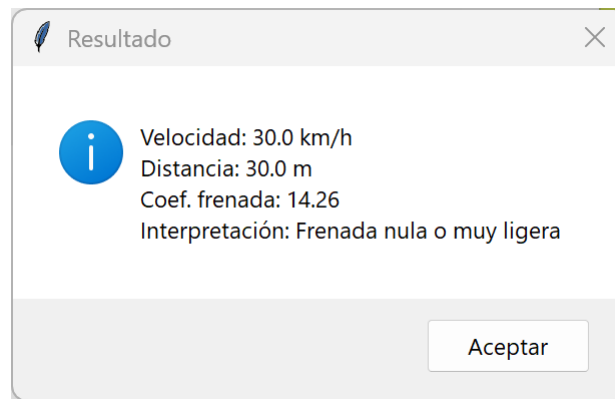 Resultado
Velocidad: 30.0 km/h
Distancia: 30.0 m
Coef. frenada: 14.26
Interpretación: Frenada nula o muy ligera
Aceptar